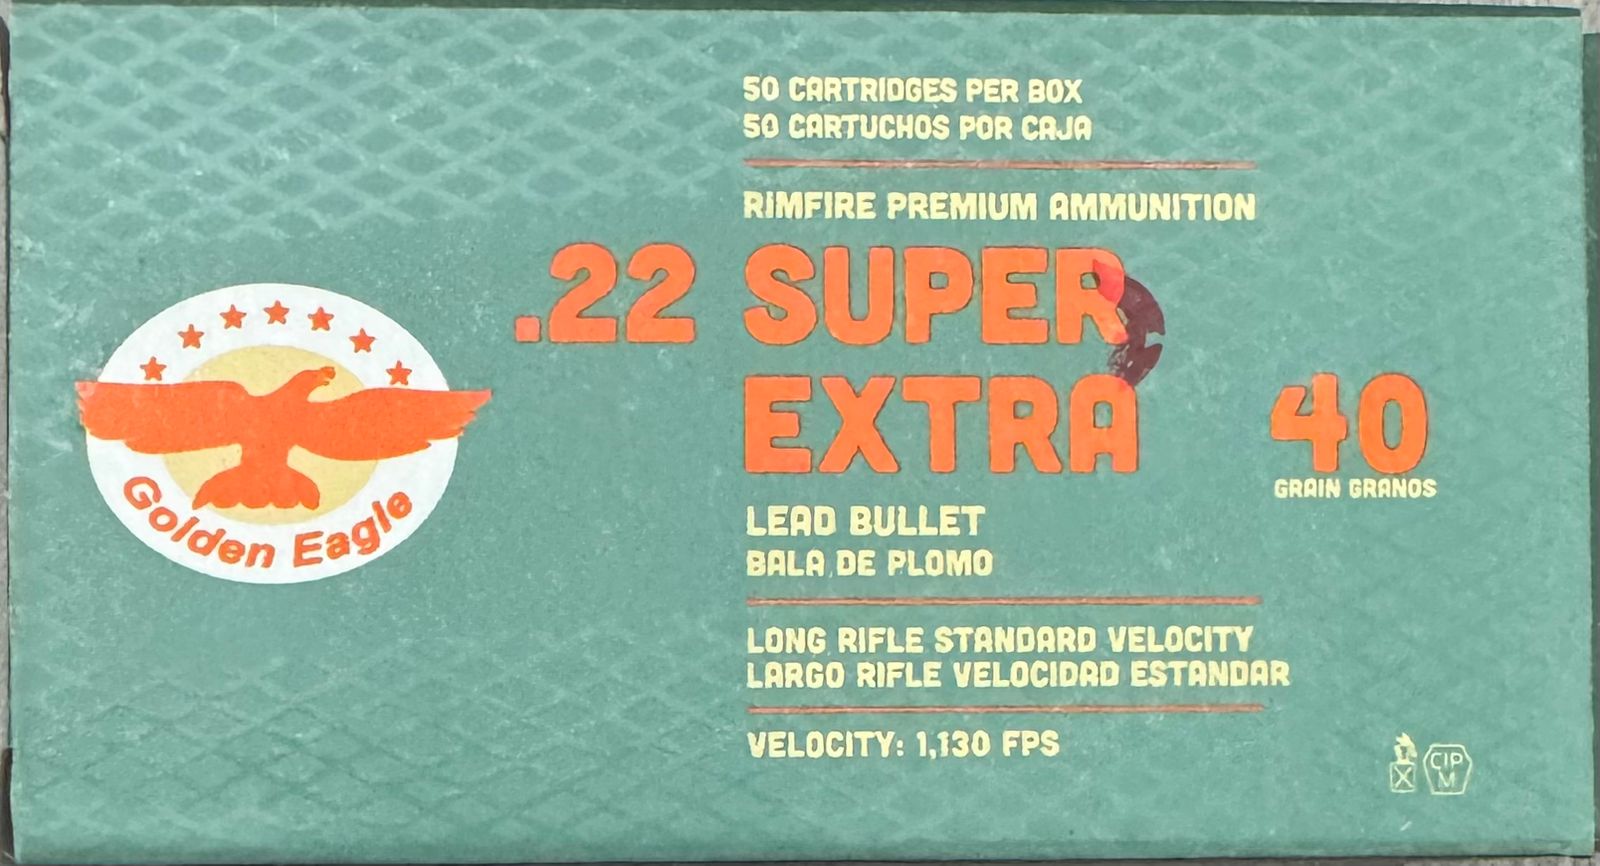 50 CARTRIDGES PER BOX
50 CARTUCHOS POR CAJA
RIMFIRE PREMIUM AMMUNITION
.22 SUPER
EXTRA
40
GRAIN GRANOS
Golden Eagle
LEAD BULLET
BALA DE PLOMO
LONG RIFLE STANDARD VELOCITY
LARGO RIFLE VELOCIDAD ESTANDAR
VELOCITY: 1,130 FPS
X
CIP
M